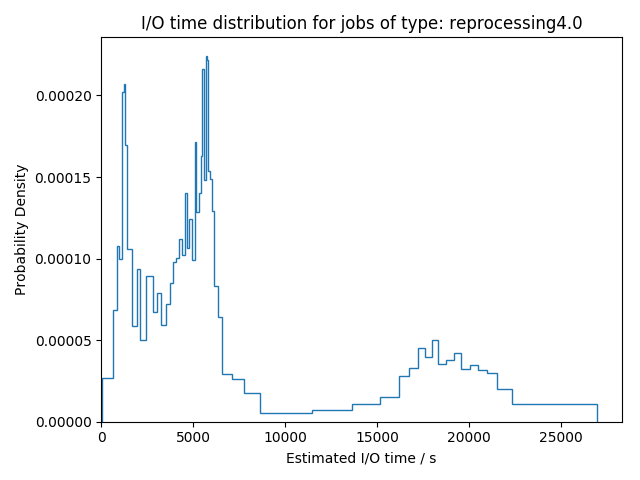 I/O time distribution for jobs of type: reprocessing4.0
0.00020
0.00015
0.00010
0.00005
0.00000
Probability Density
0 5000 10000 15000 20000 25000
Estimated I/O time / s